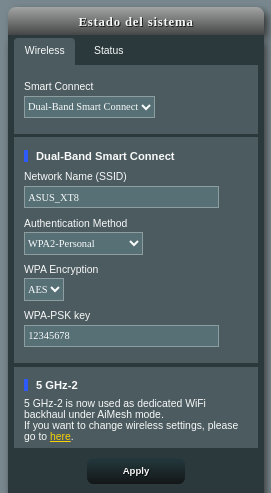 Estado del sistema
Wireless Status
Smart Connect
Dual-Band Smart Connect
Dual-Band Smart Connect
Network Name (SSID)
ASUS_XT8
Authentication Method
WPA2-Personal
WPA Encryption
AES
WPA-PSK key
12345678
5 GHz-2
5 GHz-2 is now used as dedicated WiFi
backhaul under AiMesh mode.
If you want to change wireless settings, please
go to here.
Apply